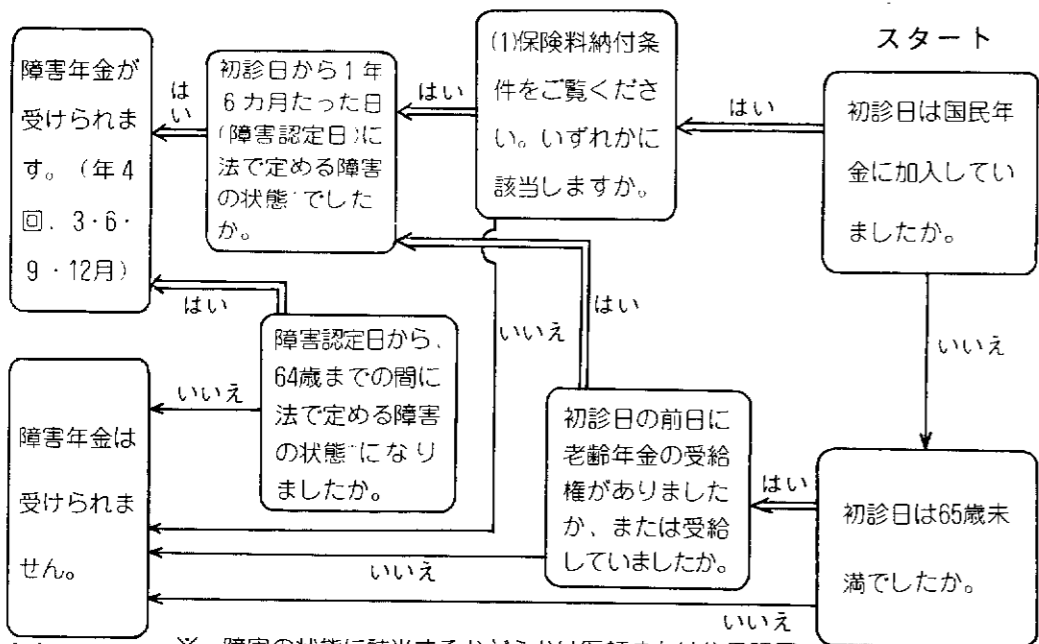 スタート
初診日は国民年
金に加入してい
ましたか。
はい
いいえ
(1)保険料納付条
件をご覧くださ
い。いずれかに
該当しますか。
はい
いいえ
初診日から1年
6カ月たった日
(障害認定日)に
法で定める障害
の状態※でした
か。
はい
障害年金が
受けられま
す。(年4
回.3・6・
9・12月)
障害認定日から、
64歳までの間に
法で定める障害
の状態※になり
ましたか。
はい
いいえ
初診日は65歳未
満でしたか。
はい
いいえ
初診日の前日に
老齢年金の受給
権がありました
か、または受給
していましたか。
はい
いいえ
障害年金は
受けられま
せん。
※ 障害の状態に該当するかどうかは医師または